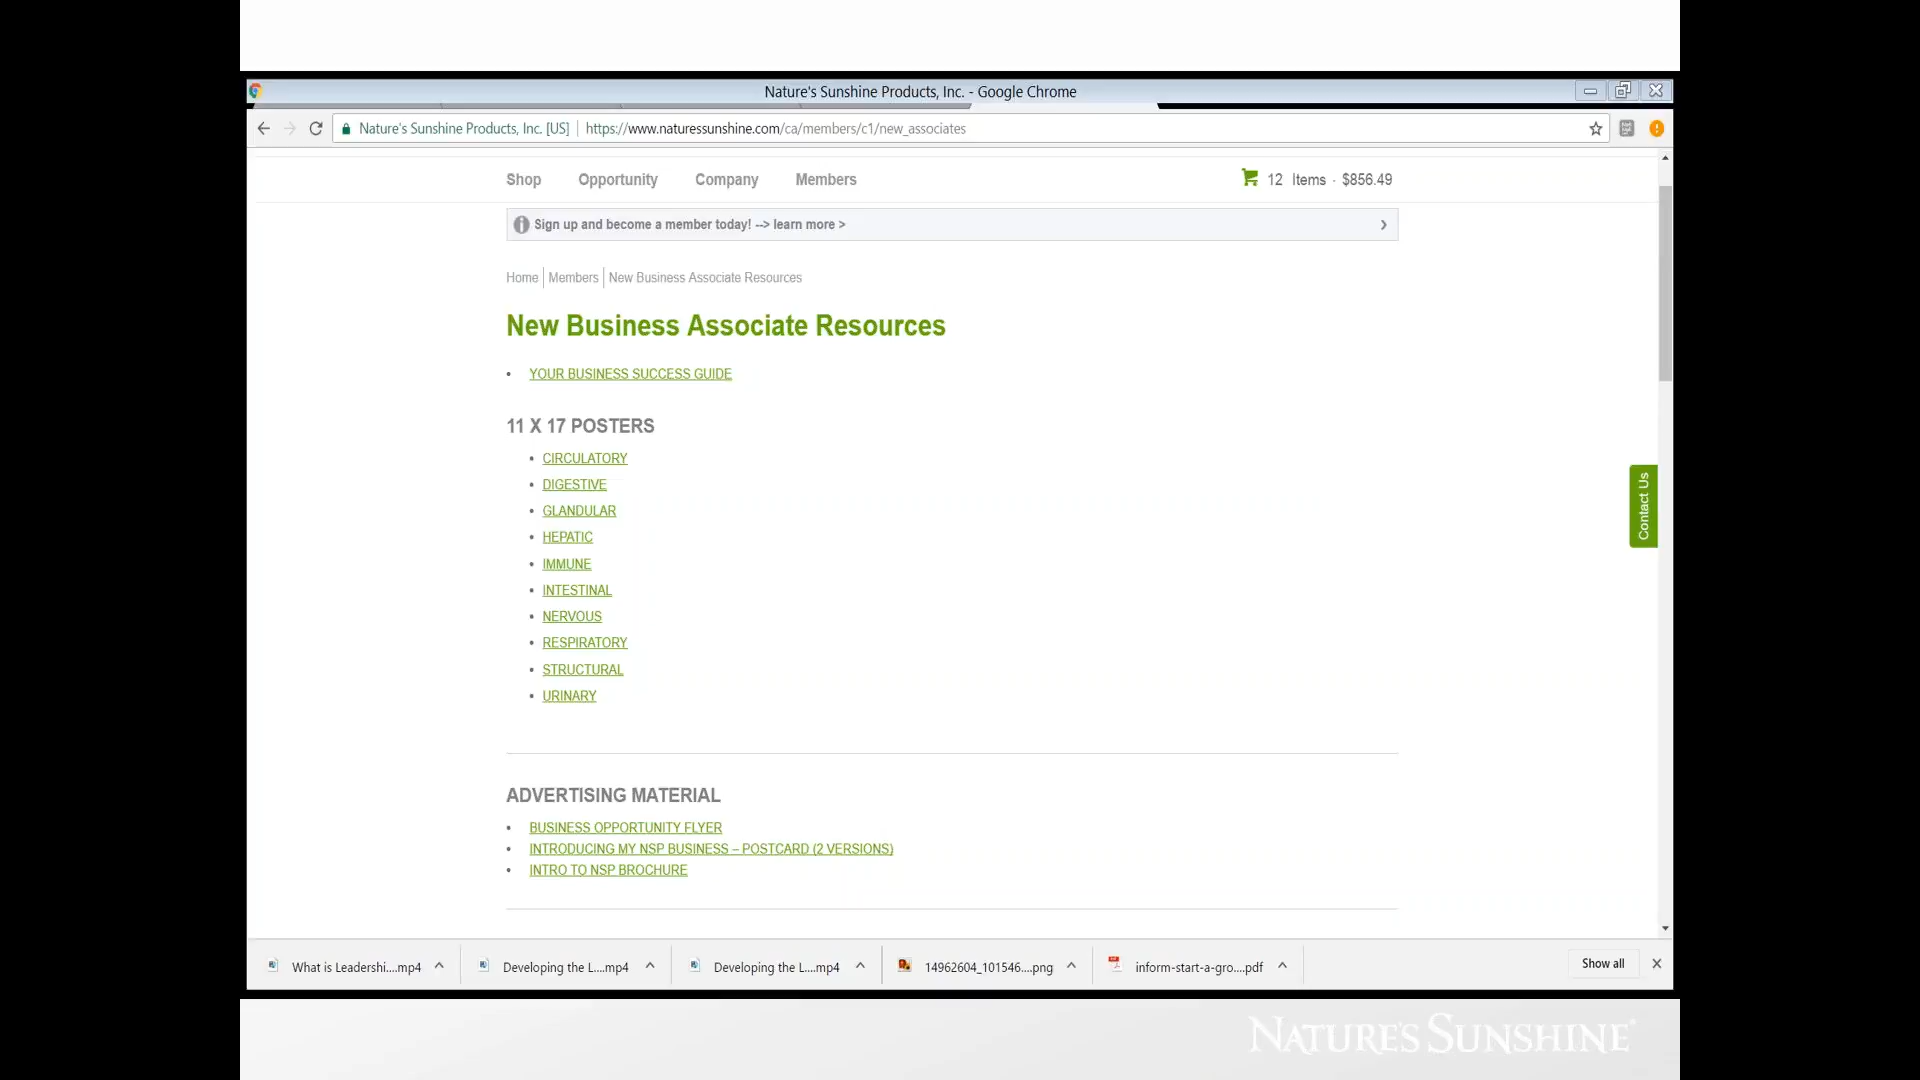 Nature's Sunshine Products, Inc. - Google Chrome
Nature's Sunshine Products, Inc. [US] https://www.naturessunshine.com/ca/members/c1/new_associates
Shop Opportunity Company Members 12 Items - $856.49
Sign up and become a member today! --> learn more >
Home Members New Business Associate Resources
New Business Associate Resources
• YOUR BUSINESS SUCCESS GUIDE
11 X 17 POSTERS
• CIRCULATORY
• DIGESTIVE
• GLANDULAR
• HEPATIC
• IMMUNE
• INTESTINAL
• NERVOUS
• RESPIRATORY
• STRUCTURAL
• URINARY
Contact Us
ADVERTISING MATERIAL
• BUSINESS OPPORTUNITY FLYER
• INTRODUCING MY NSP BUSINESS – POSTCARD (2 VERSIONS)
• INTRO TO NSP BROCHURE
What is Leadershi....mp4 Developing the L....mp4 Developing the L....mp4 14962604_101546....png inform-start-a-gro....pdf Show all
NATURE'S SUNSHINE®